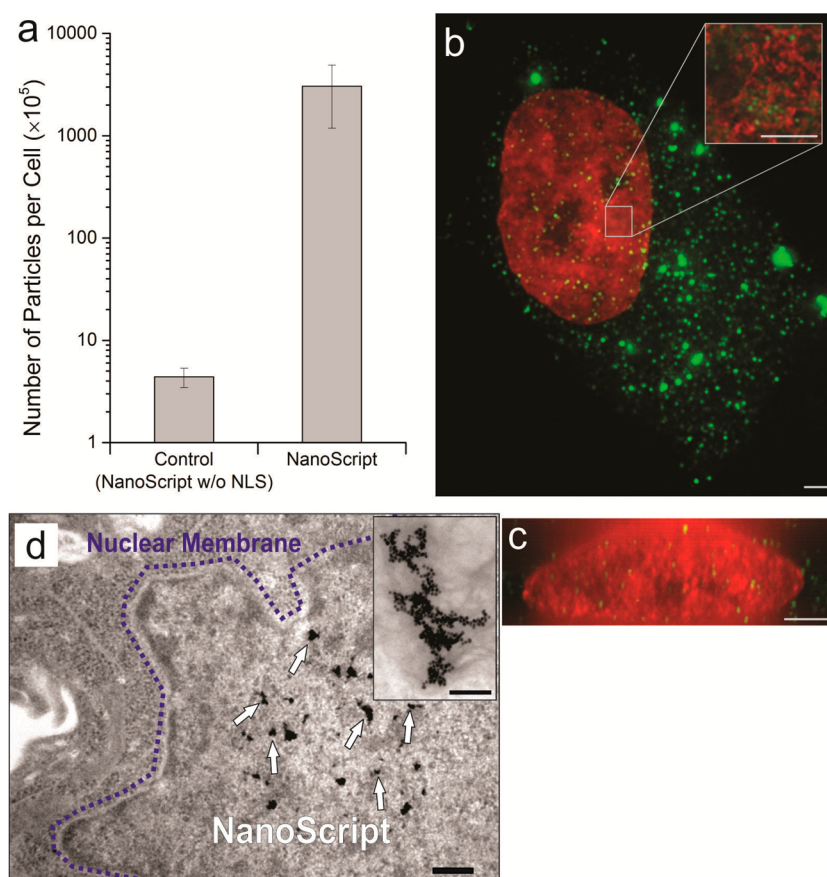 a
Number of Particles per Cell (×10⁵)
10000
1000
100
10
1
Control
(NanoScript w/o NLS)
NanoScript
b
c
d
Nuclear Membrane
NanoScript